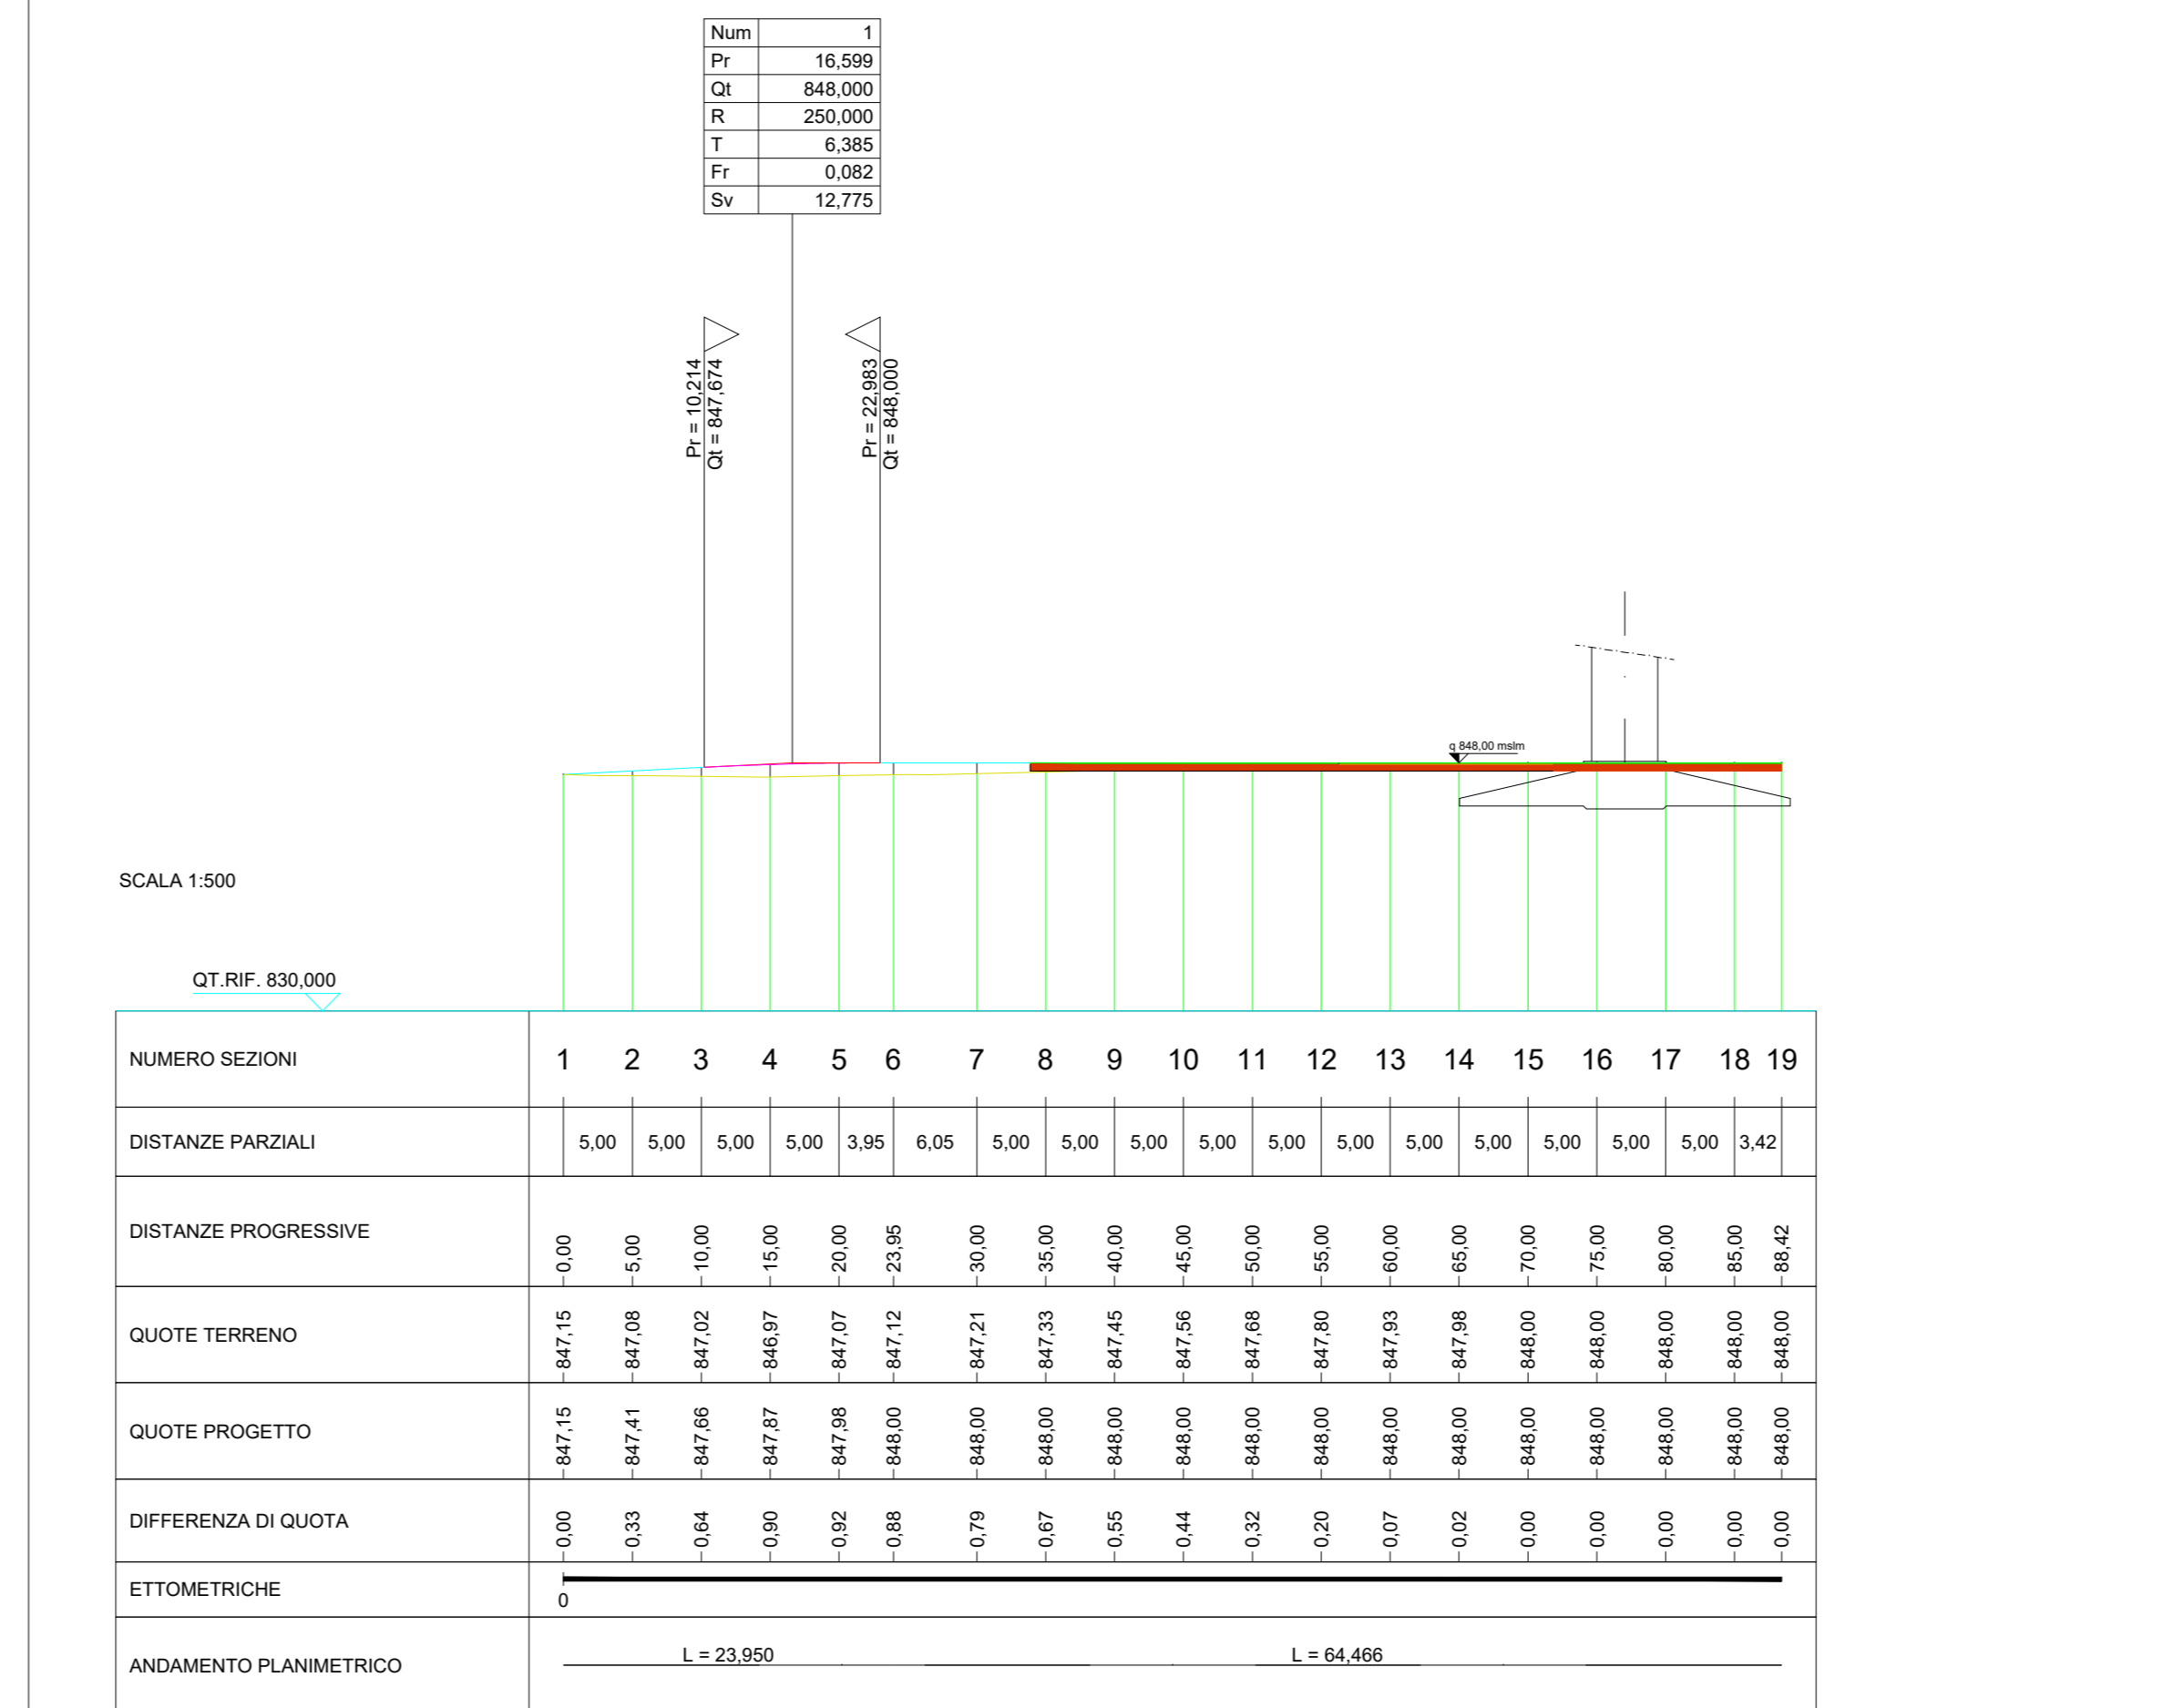 Num 1
Pr 16,599
Qt 848,000
R 250,000
T 6,385
Fr 0,082
Sv 12,775
Pr = 10,214
Qt = 847,674
Pr = 22,983
Qt = 848,000
q 848,00 mslm
SCALA 1:500
QT.RIF. 830,000
NUMERO SEZIONI 1 2 3 4 5 6 7 8 9 10 11 12 13 14 15 16 17 18 19
DISTANZE PARZIALI 5,00 5,00 5,00 5,00 3,95 6,05 5,00 5,00 5,00 5,00 5,00 5,00 5,00 5,00 5,00 5,00 5,00 3,42
DISTANZE PROGRESSIVE 0,00 5,00 10,00 15,00 20,00 23,95 30,00 35,00 40,00 45,00 50,00 55,00 60,00 65,00 70,00 75,00 80,00 85,00 88,42
QUOTE TERRENO 847,15 847,08 847,02 846,97 847,07 847,12 847,21 847,33 847,45 847,56 847,68 847,80 847,93 847,98 848,00 848,00 848,00 848,00 848,00
QUOTE PROGETTO 847,15 847,41 847,66 847,87 847,98 848,00 848,00 848,00 848,00 848,00 848,00 848,00 848,00 848,00 848,00 848,00 848,00 848,00 848,00
DIFFERENZA DI QUOTA 0,00 0,33 0,64 0,90 0,92 0,88 0,79 0,67 0,55 0,44 0,32 0,20 0,07 0,02 0,00 0,00 0,00 0,00 0,00
ETTOMETRICHE 0
ANDAMENTO PLANIMETRICO L = 23,950 L = 64,466